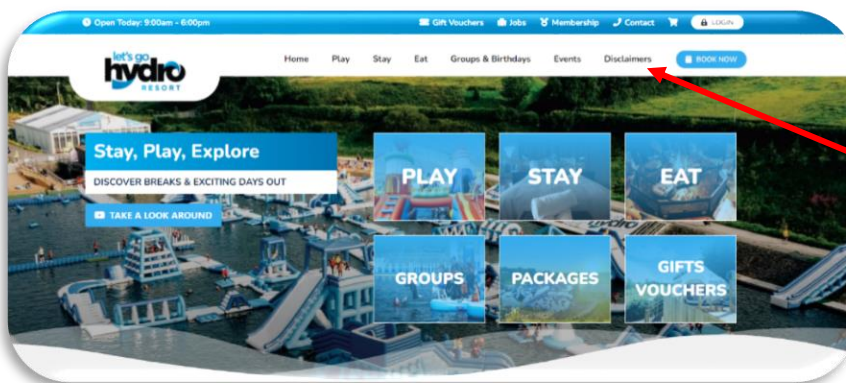 Open Today: 9:00am - 6:00pm Gift Vouchers Jobs Membership Contact LOGIN
let's go
hydro
RESORT
Home Play Stay Eat Groups & Birthdays Events Disclaimers BOOK NOW
Stay, Play, Explore
DISCOVER BREAKS & EXCITING DAYS OUT
TAKE A LOOK AROUND
PLAY STAY EAT
GROUPS PACKAGES GIFTS
VOUCHERS